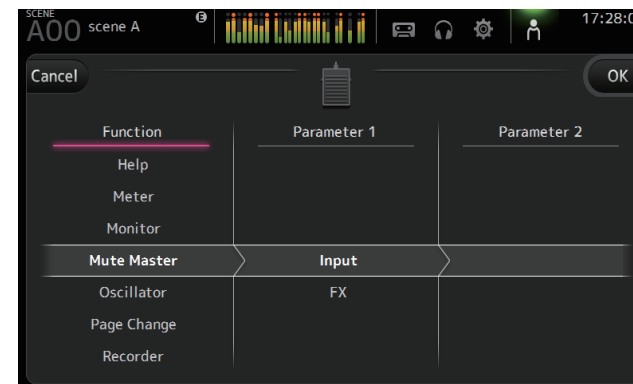 SCENE
A00 scene A E 17:28:0
Cancel OK
Function Parameter 1 Parameter 2
Help
Meter
Monitor
Mute Master Input
Oscillator FX
Page Change
Recorder